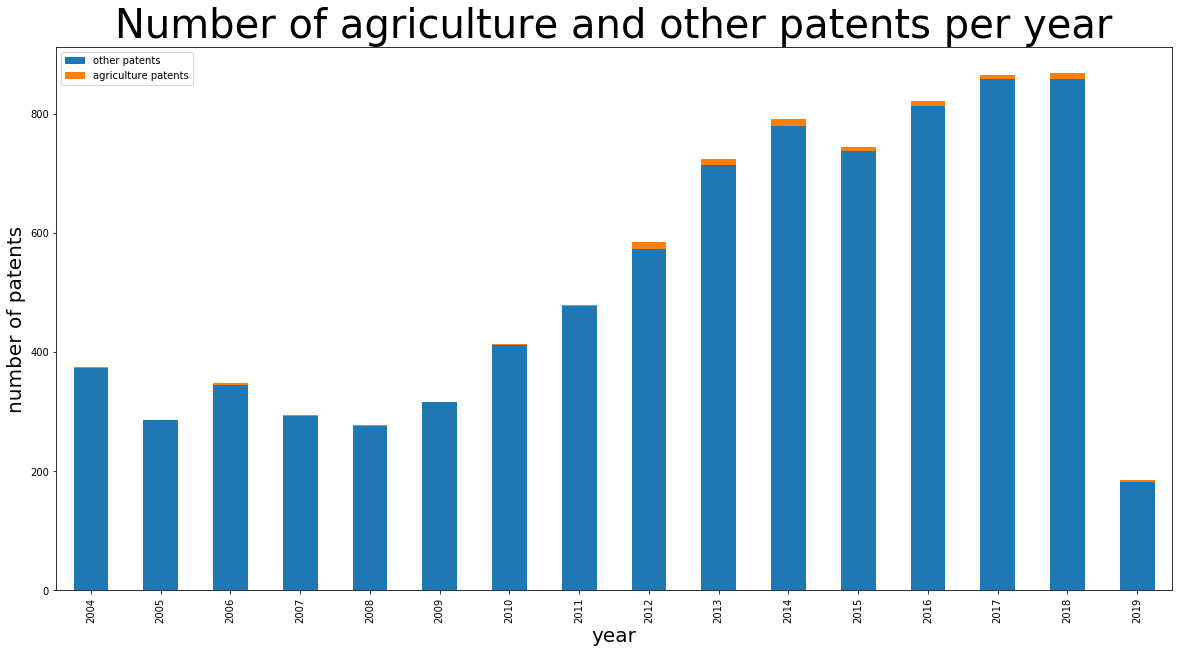 Number of agriculture and other patents per year
other patents
agriculture patents
number of patents
800
600
400
200
0
2004 2005 2006 2007 2008 2009 2010 2011 2012 2013 2014 2015 2016 2017 2018 2019
year